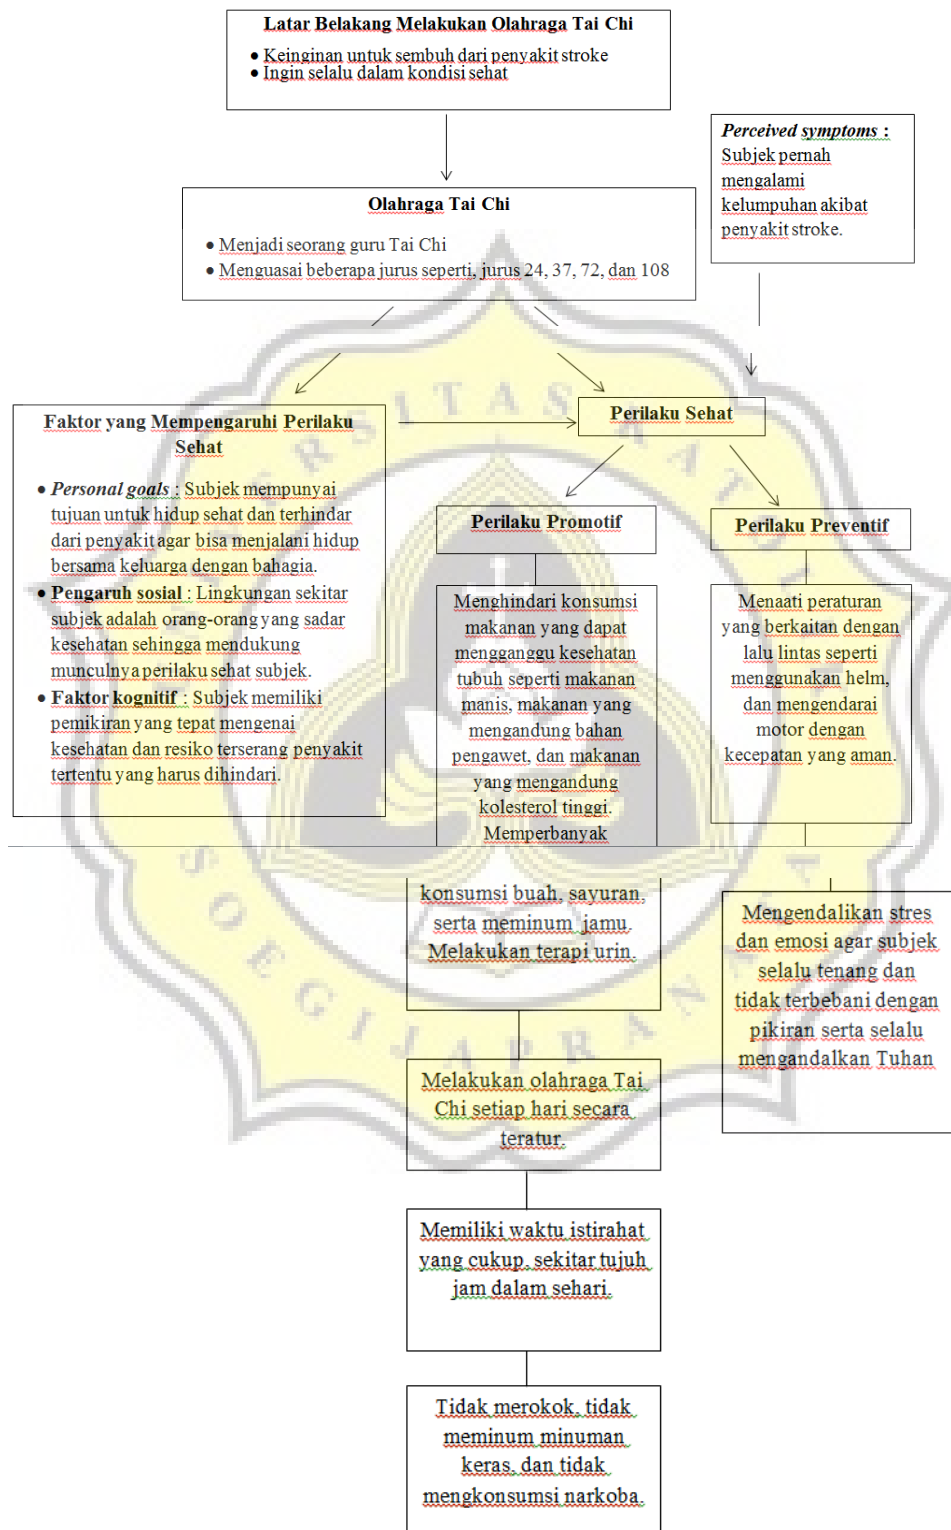 Latar Belakang Melakukan Olahraga Tai Chi
● Keinginan untuk sembuh dari penyakit stroke
● Ingin selalu dalam kondisi sehat
Perceived symptoms :
Subjek pernah
mengalami
kelumpuhan akibat
penyakit stroke.
Olahraga Tai Chi
● Menjadi seorang guru Tai Chi
● Menguasai beberapa jurus seperti, jurus 24, 37, 72, dan 108
Faktor yang Mempengaruhi Perilaku
Sehat
● Personal goals : Subjek mempunyai
tujuan untuk hidup sehat dan terhindar
dari penyakit agar bisa menjalani hidup
bersama keluarga dengan bahagia.
● Pengaruh sosial : Lingkungan sekitar
subjek adalah orang-orang yang sadar
kesehatan sehingga mendukung
munculnya perilaku sehat subjek.
● Faktor kognitif : Subjek memiliki
pemikiran yang tepat mengenai
kesehatan dan resiko terserang penyakit
tertentu yang harus dihindari.
Perilaku Sehat
Perilaku Promotif
Menghindari konsumsi
makanan yang dapat
mengganggu kesehatan
tubuh seperti makanan
manis, makanan yang
mengandung bahan
pengawet, dan makanan
yang mengandung
kolesterol tinggi.
Memperbanyak
konsumsi buah, sayuran,
serta meminum jamu.
Melakukan terapi urin.
Melakukan olahraga Tai
Chi setiap hari secara
teratur.
Memiliki waktu istirahat
yang cukup, sekitar tujuh
jam dalam sehari.
Tidak merokok, tidak
meminum minuman
keras, dan tidak
mengkonsumsi narkoba.
Perilaku Preventif
Menaati peraturan
yang berkaitan dengan
lalu lintas seperti
menggunakan helm,
dan mengendarai
motor dengan
kecepatan yang aman.
Mengendalikan stres
dan emosi agar subjek
selalu tenang dan
tidak terbebani dengan
pikiran serta selalu
mengandalkan Tuhan
SOEGIJAPRANATA